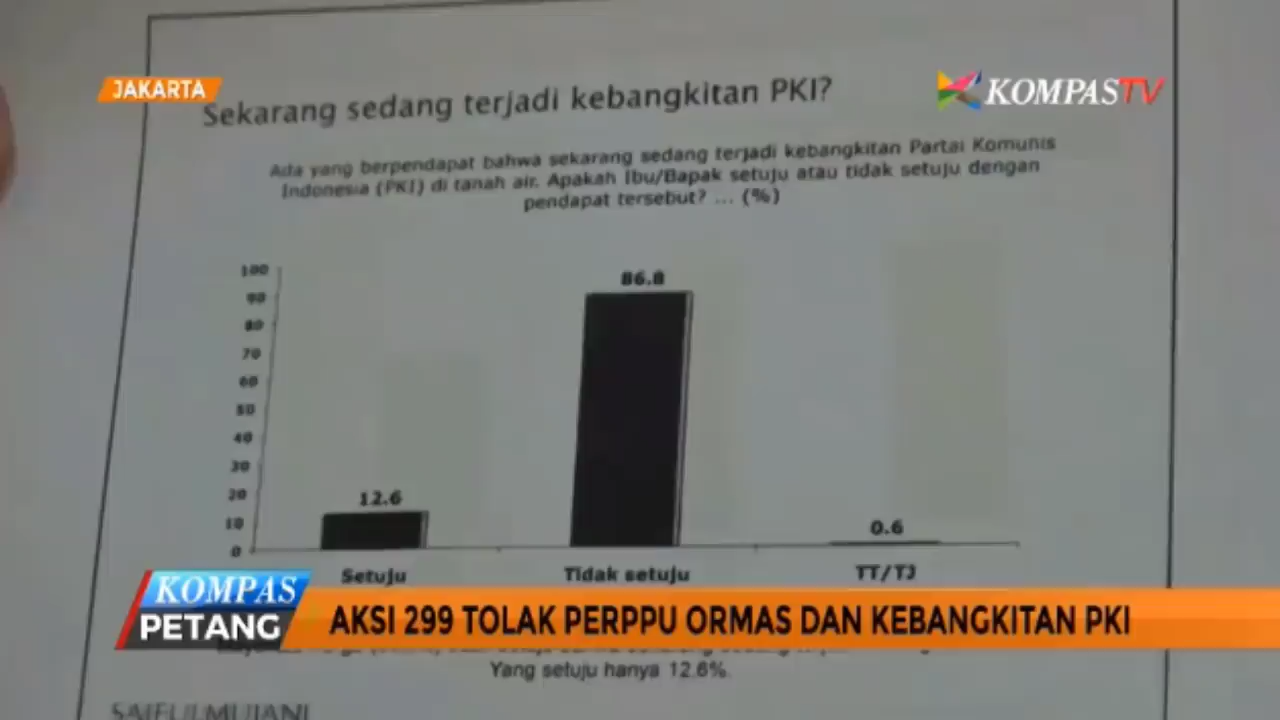 JAKARTA
KOMPASTV
Sekarang sedang terjadi kebangkitan PKI?
Ada yang berpendapat bahwa sekarang sedang terjadi kebangkitan Partai Komunis
Indonesia (PKI) di tanah air. Apakah Ibu/Bapak setuju atau tidak setuju dengan
pendapat tersebut? ... (%)
100
90
80
70
60
50
40
30
20
10
0
12.6
86.8
0.6
Setuju
Tidak setuju
TT/TJ
KOMPAS
PETANG
AKSI 299 TOLAK PERPPU ORMAS DAN KEBANGKITAN PKI
Yang setuju hanya 12.6%.
SAIFULMUJANI